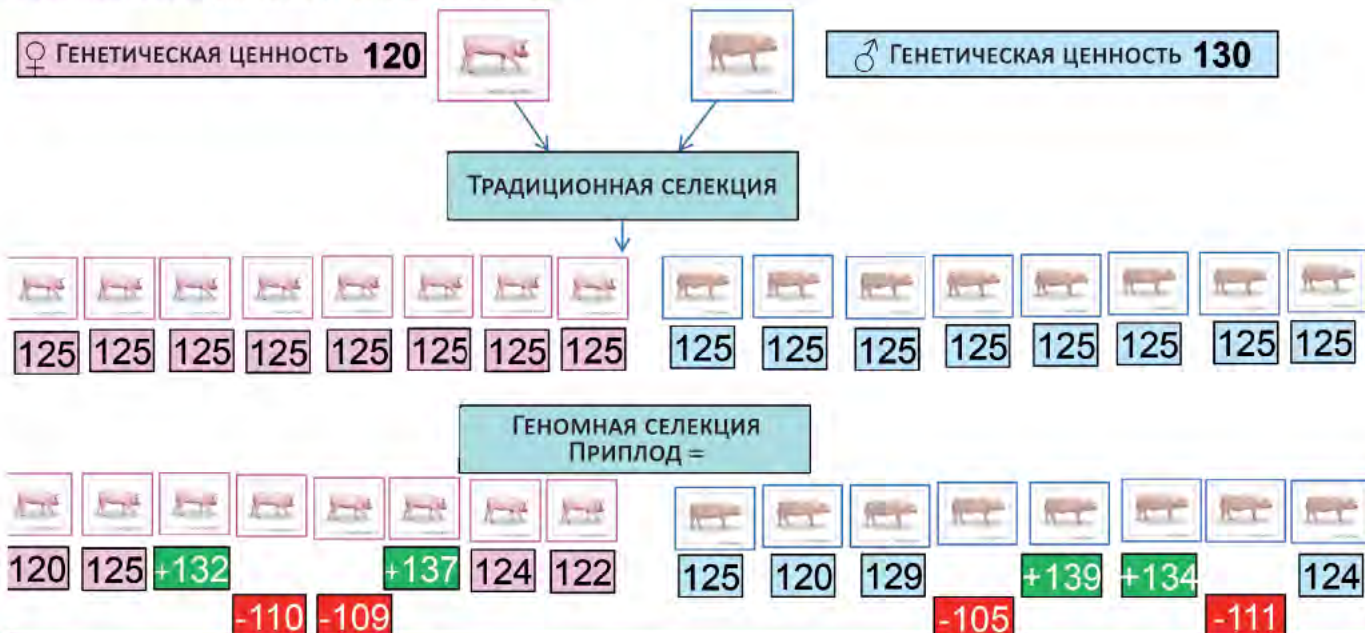 ♀ ГЕНЕТИЧЕСКАЯ ЦЕННОСТЬ 120
♂ ГЕНЕТИЧЕСКАЯ ЦЕННОСТЬ 130
ТРАДИЦИОННАЯ СЕЛЕКЦИЯ
125 125 125 125 125 125 125 125 125 125 125 125 125 125 125 125
ГЕНОМНАЯ СЕЛЕКЦИЯ
ПРИПЛОД =
120 125 +132 +137 124 122 125 120 129 +139 +134 124
-110 -109 -105 -111